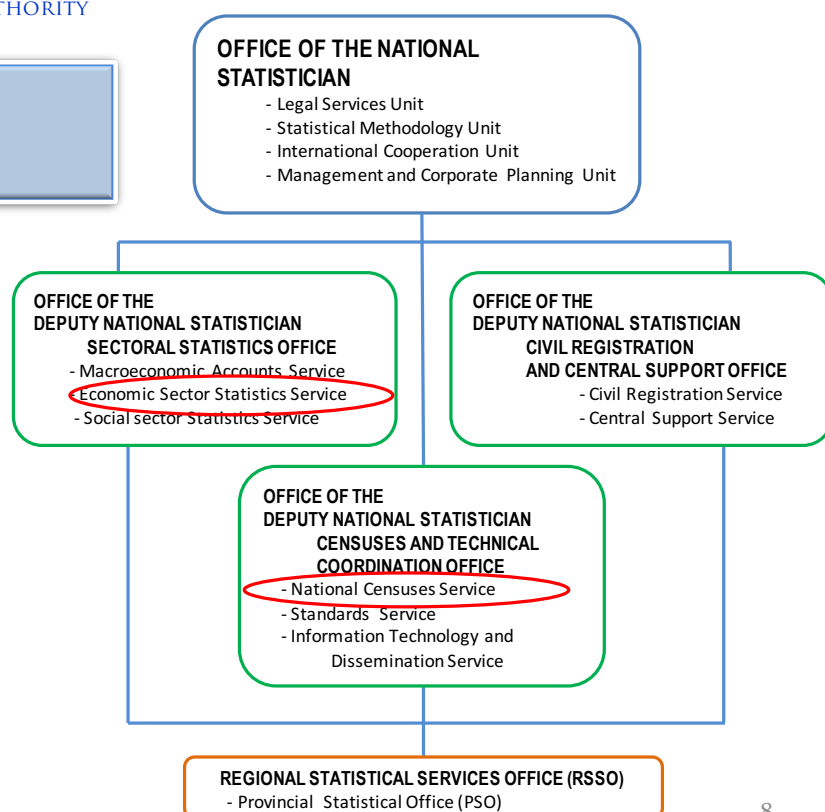 OFFICE OF THE NATIONAL
STATISTICIAN
- Legal Services Unit
- Statistical Methodology Unit
- International Cooperation Unit
- Management and Corporate Planning Unit
OFFICE OF THE
DEPUTY NATIONAL STATISTICIAN
SECTORAL STATISTICS OFFICE
- Macroeconomic Accounts Service
- Economic Sector Statistics Service
- Social sector Statistics Service
OFFICE OF THE
DEPUTY NATIONAL STATISTICIAN
CIVIL REGISTRATION
AND CENTRAL SUPPORT OFFICE
- Civil Registration Service
- Central Support Service
OFFICE OF THE
DEPUTY NATIONAL STATISTICIAN
CENSUSES AND TECHNICAL
COORDINATION OFFICE
- National Censuses Service
- Standards Service
- Information Technology and
Dissemination Service
REGIONAL STATISTICAL SERVICES OFFICE (RSSO)
- Provincial Statistical Office (PSO)
8